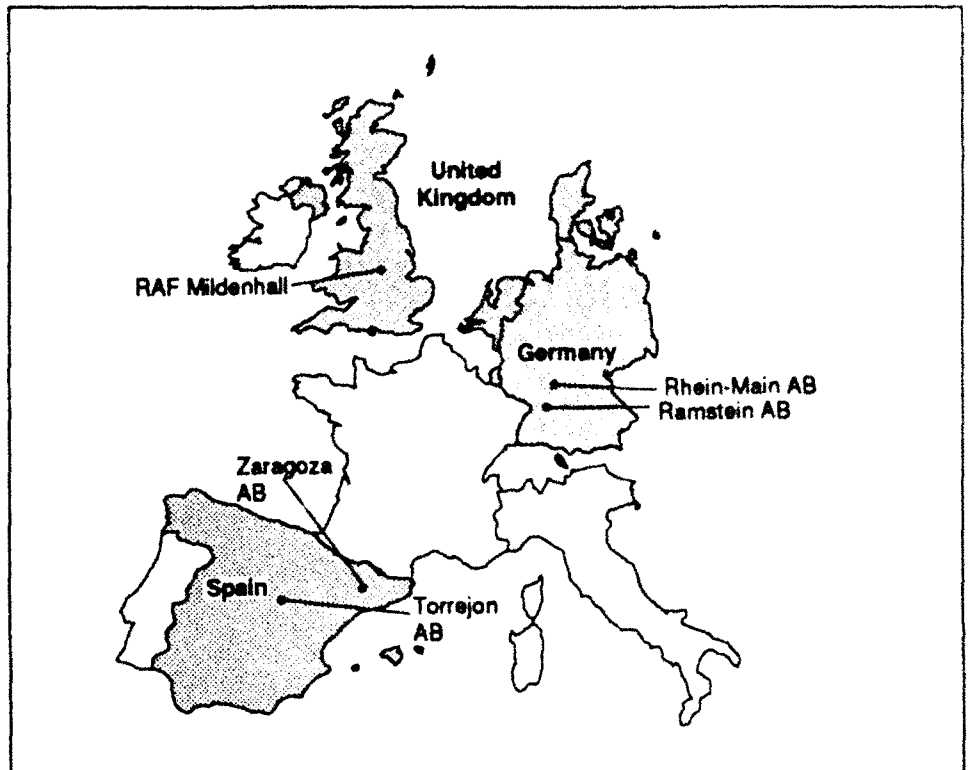 United
Kingdom
RAF Mildenhall
Germany
Rhein-Main AB
Ramstein AB
Zaragoza
AB
Spain
Torrejon
AB